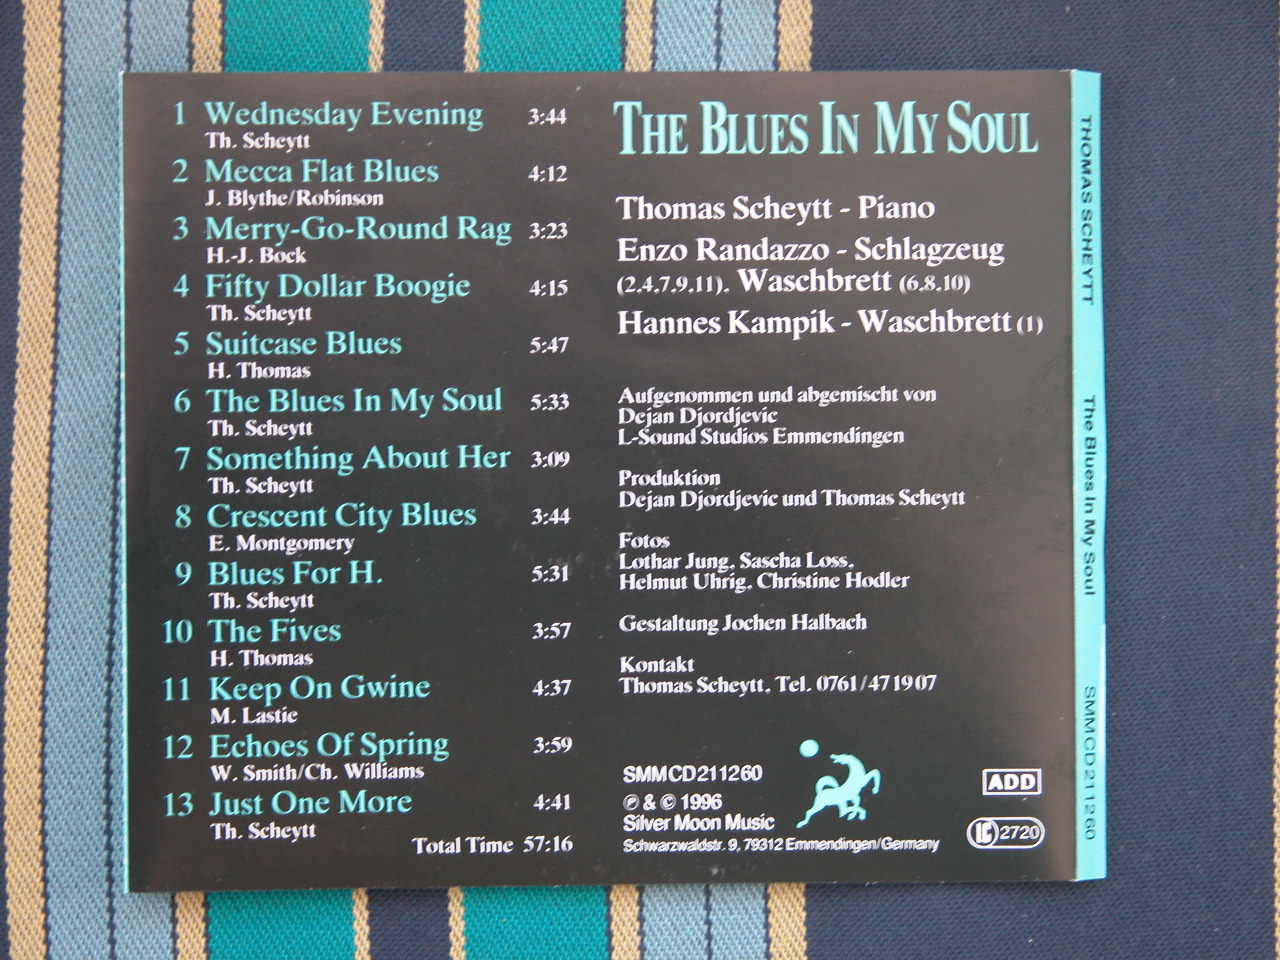 1 Wednesday Evening 3:44
Th. Scheytt
2 Mecca Flat Blues 4:12
J. Blythe/Robinson
3 Merry-Go-Round Rag 3:23
H.-J. Bock
4 Fifty Dollar Boogie 4:15
Th. Scheytt
5 Suitcase Blues 5:47
H. Thomas
6 The Blues In My Soul 5:33
Th. Scheytt
7 Something About Her 3:09
Th. Scheytt
8 Crescent City Blues 3:44
E. Montgomery
9 Blues For H. 5:31
Th. Scheytt
10 The Fives 3:57
H. Thomas
11 Keep On Gwine 4:37
M. Lastie
12 Echoes Of Spring 3:59
W. Smith/Ch. Williams
13 Just One More 4:41
Th. Scheytt
Total Time 57:16
THE BLUES IN MY SOUL
Thomas Scheytt - Piano
Enzo Randazzo - Schlagzeug
(2,4,7,9,11), Waschbrett (6,8,10)
Hannes Kampik - Waschbrett (1)
Aufgenommen und abgemischt von
Dejan Djordjevic
L-Sound Studios Emmendingen
Produktion
Dejan Djordjevic und Thomas Scheytt
Fotos
Lothar Jung, Sascha Loss,
Helmut Uhrig, Christine Hodler
Gestaltung Jochen Halbach
Kontakt
Thomas Scheytt, Tel. 0761/471907
SMMCD211260
℗ & © 1996
Silver Moon Music
Schwarzwaldstr. 9, 79312 Emmendingen/Germany
ADD
LC 2720
THOMAS SCHEYTT
The Blues In My Soul
SMMCD211260